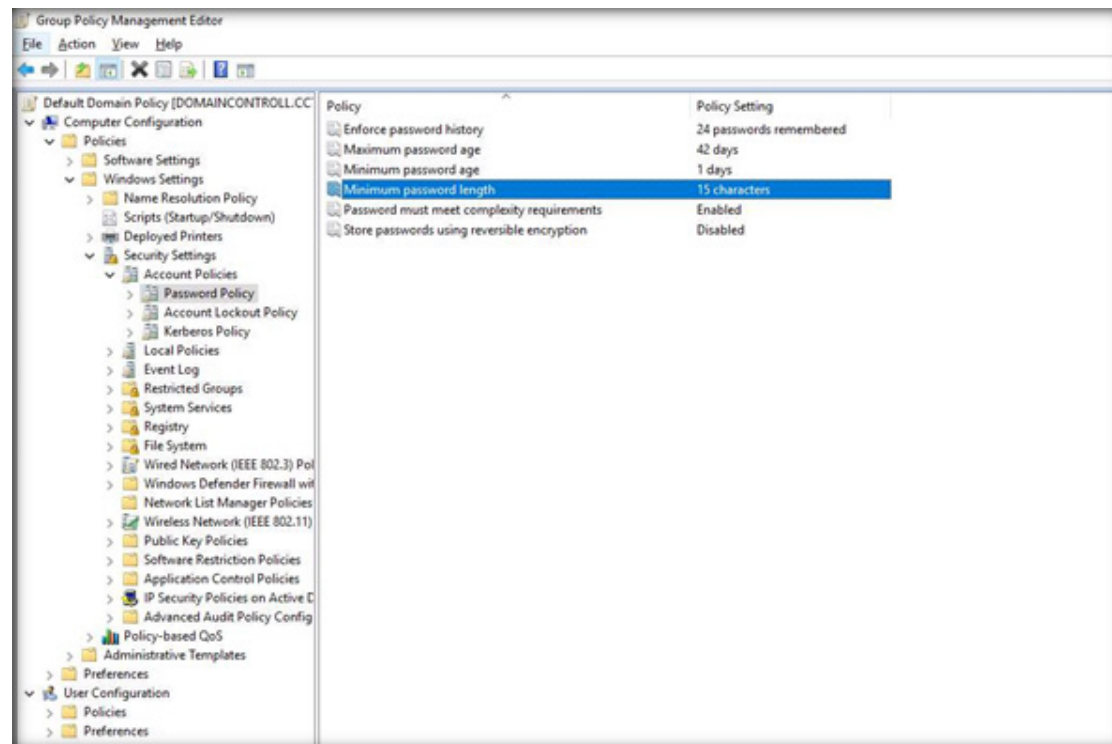 Group Policy Management Editor
File Action View Help
Default Domain Policy [DOMAINCONTROLL.CC
Computer Configuration
Policies
Software Settings
Windows Settings
Name Resolution Policy
Scripts (Startup/Shutdown)
Deployed Printers
Security Settings
Account Policies
Password Policy
Account Lockout Policy
Kerberos Policy
Local Policies
Event Log
Restricted Groups
System Services
Registry
File System
Wired Network (IEEE 802.3) Pol
Windows Defender Firewall wit
Network List Manager Policies
Wireless Network (IEEE 802.11)
Public Key Policies
Software Restriction Policies
Application Control Policies
IP Security Policies on Active D
Advanced Audit Policy Config
Policy-based QoS
Administrative Templates
Preferences
User Configuration
Policies
Preferences
Policy Policy Setting
Enforce password history 24 passwords remembered
Maximum password age 42 days
Minimum password age 1 days
Minimum password length 15 characters
Password must meet complexity requirements Enabled
Store passwords using reversible encryption Disabled